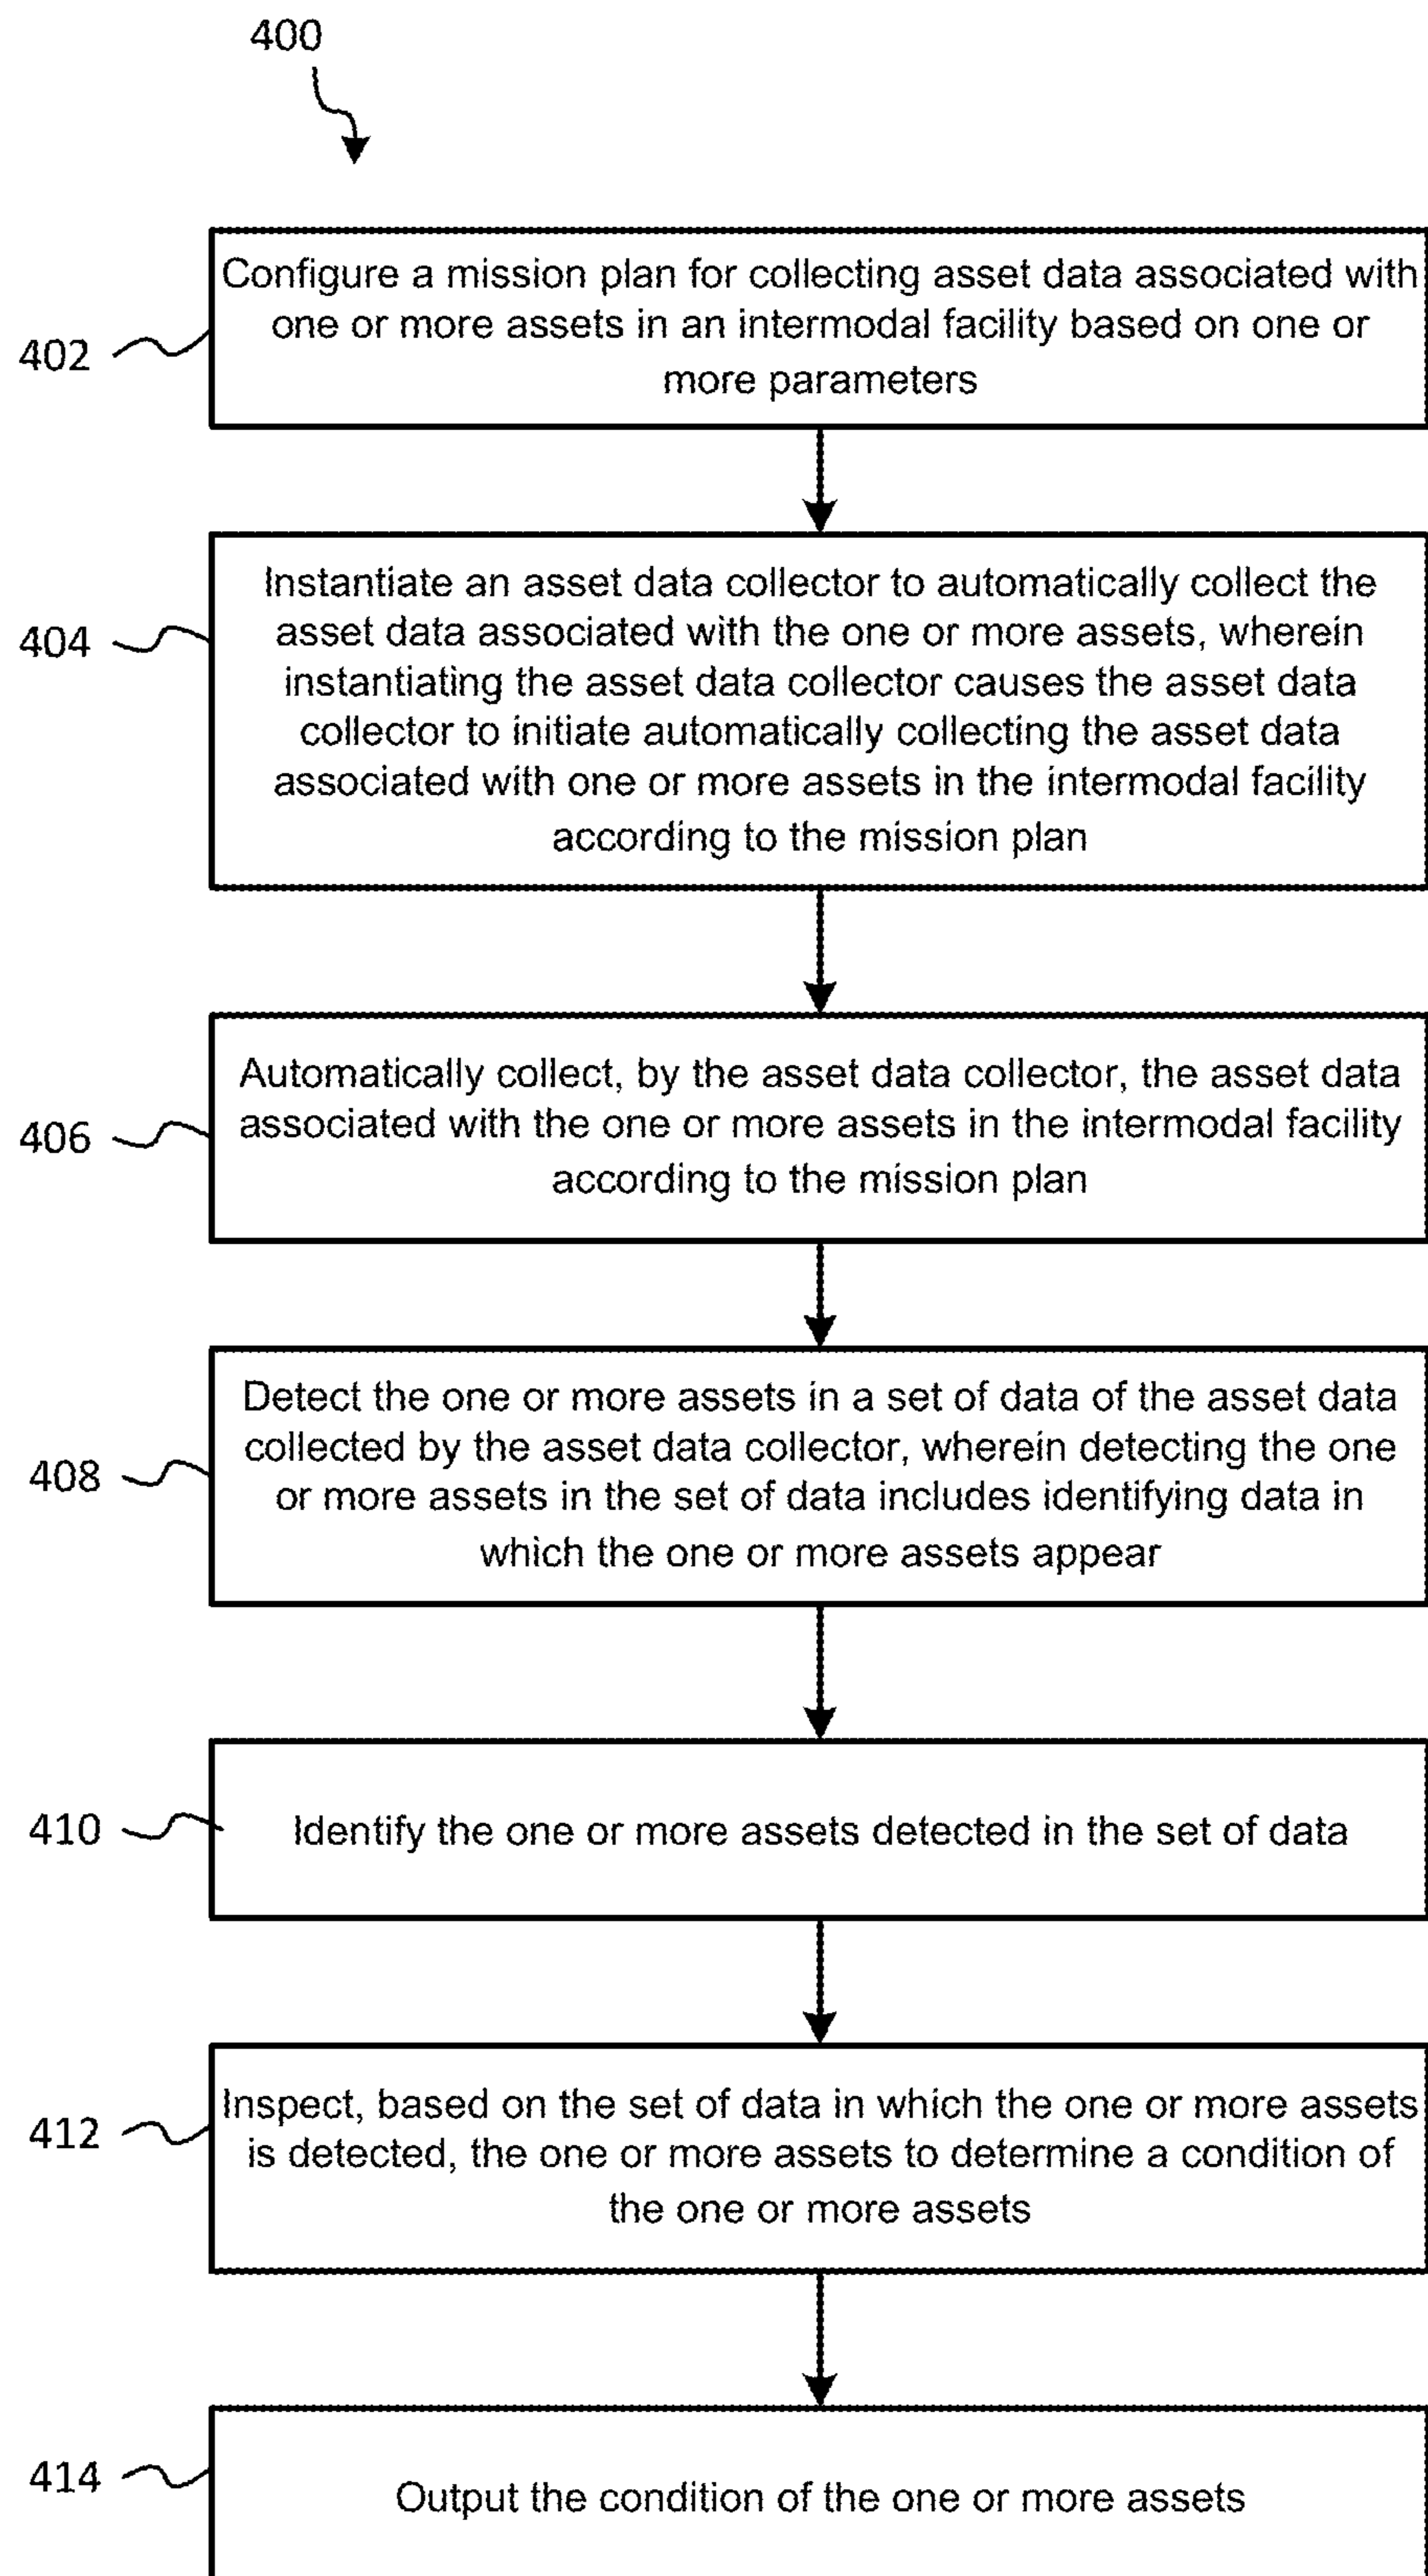 400
402
Configure a mission plan for collecting asset data associated with
one or more assets in an intermodal facility based on one or
more parameters
404
Instantiate an asset data collector to automatically collect the
asset data associated with the one or more assets, wherein
instantiating the asset data collector causes the asset data
collector to initiate automatically collecting the asset data
associated with one or more assets in the intermodal facility
according to the mission plan
406
Automatically collect, by the asset data collector, the asset data
associated with the one or more assets in the intermodal facility
according to the mission plan
408
Detect the one or more assets in a set of data of the asset data
collected by the asset data collector, wherein detecting the one
or more assets in the set of data includes identifying data in
which the one or more assets appear
410
Identify the one or more assets detected in the set of data
412
Inspect, based on the set of data in which the one or more assets
is detected, the one or more assets to determine a condition of
the one or more assets
414
Output the condition of the one or more assets